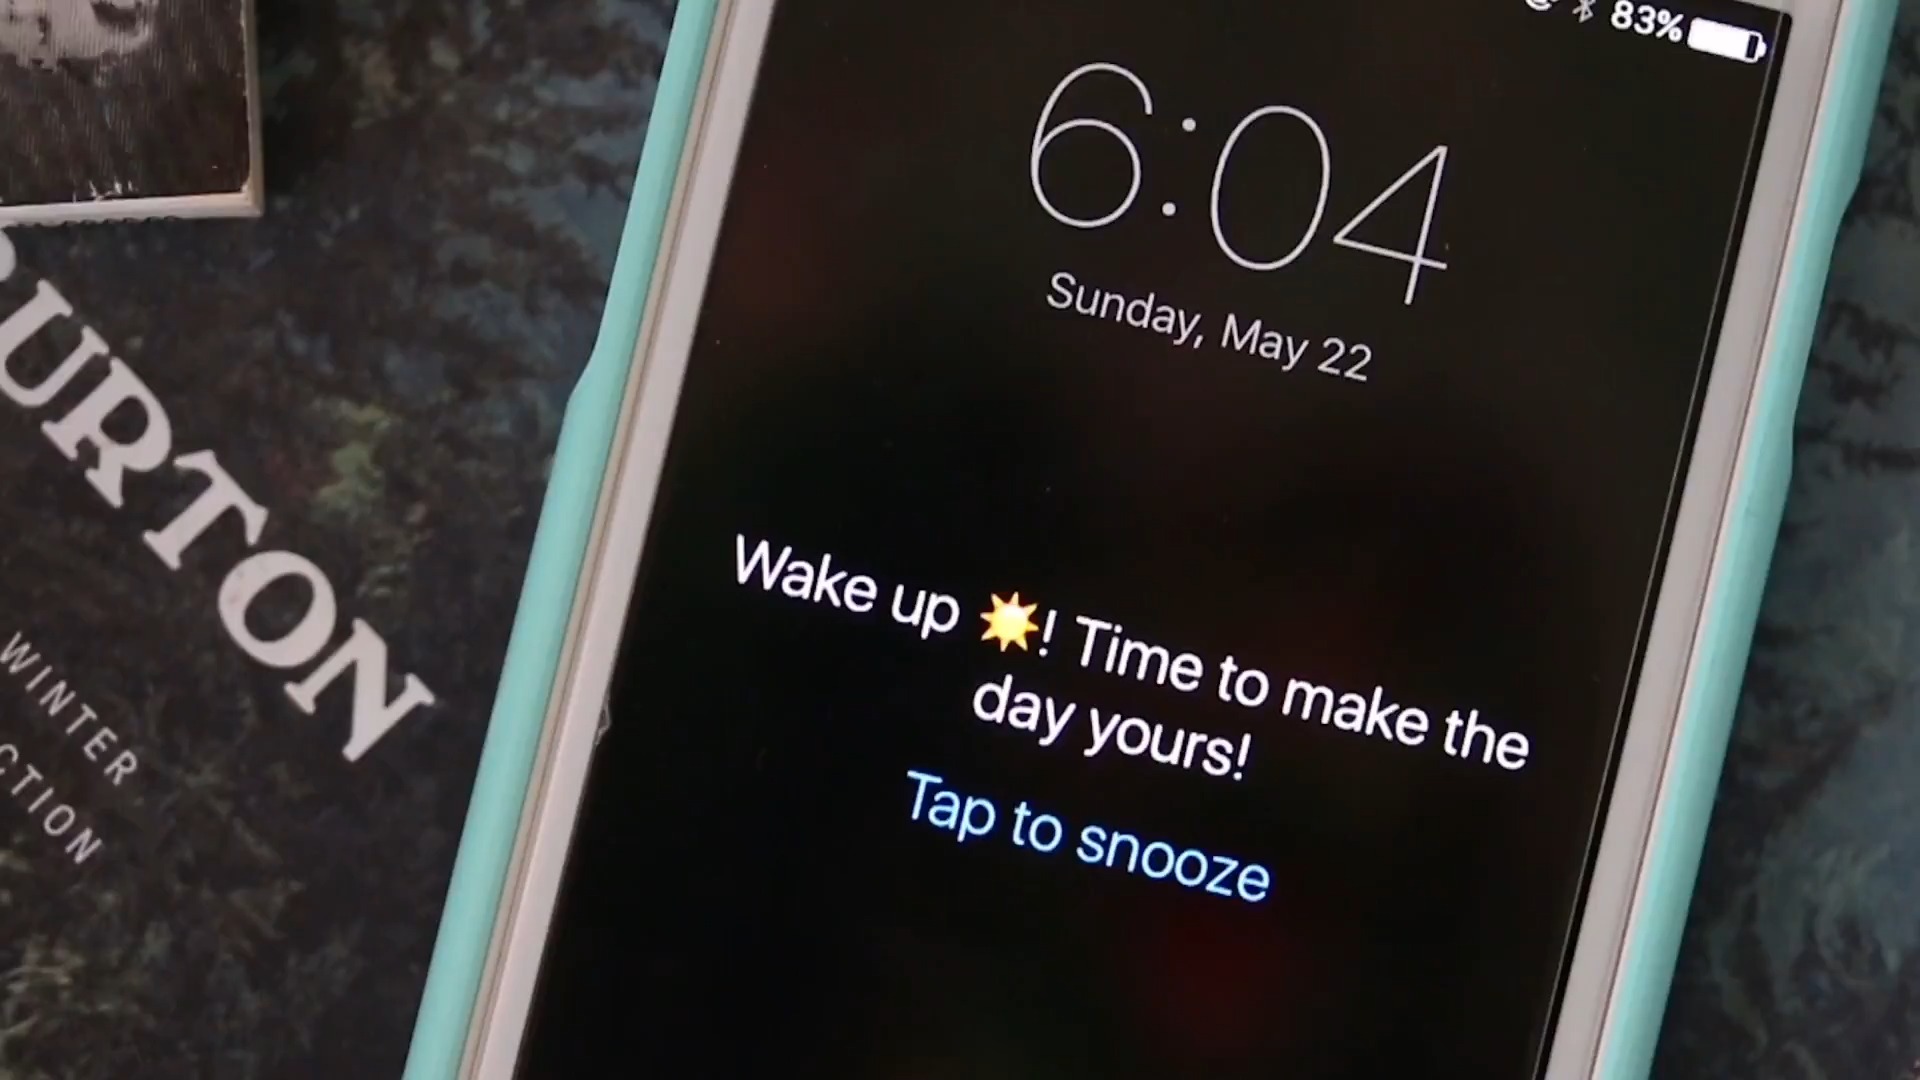 83%
6:04
Sunday, May 22
Wake up ☀️! Time to make the
day yours!
Tap to snooze
URTON
WINTER
CTION